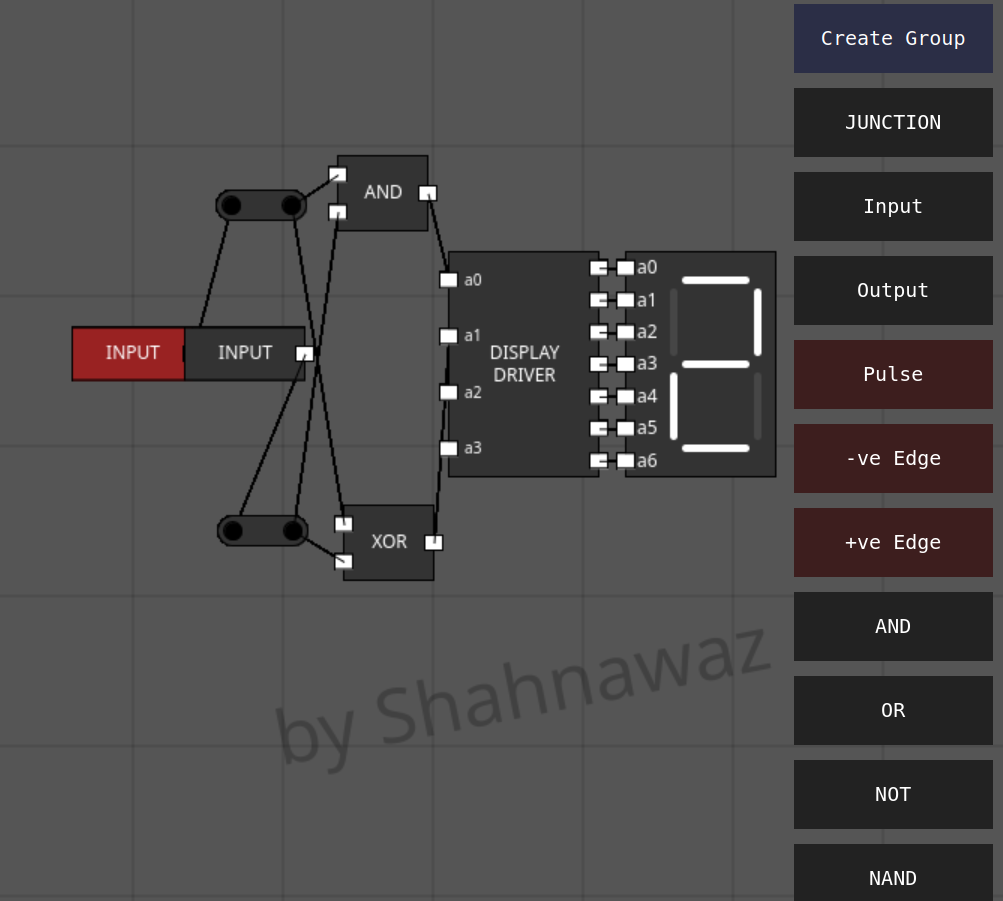 Create Group
JUNCTION
Input
Output
Pulse
-ve Edge
+ve Edge
AND
OR
NOT
NAND
AND
INPUT
INPUT
XOR
a0
a1
a2
a3
DISPLAY
DRIVER
a0
a1
a2
a3
a4
a5
a6
by Shahnawaz